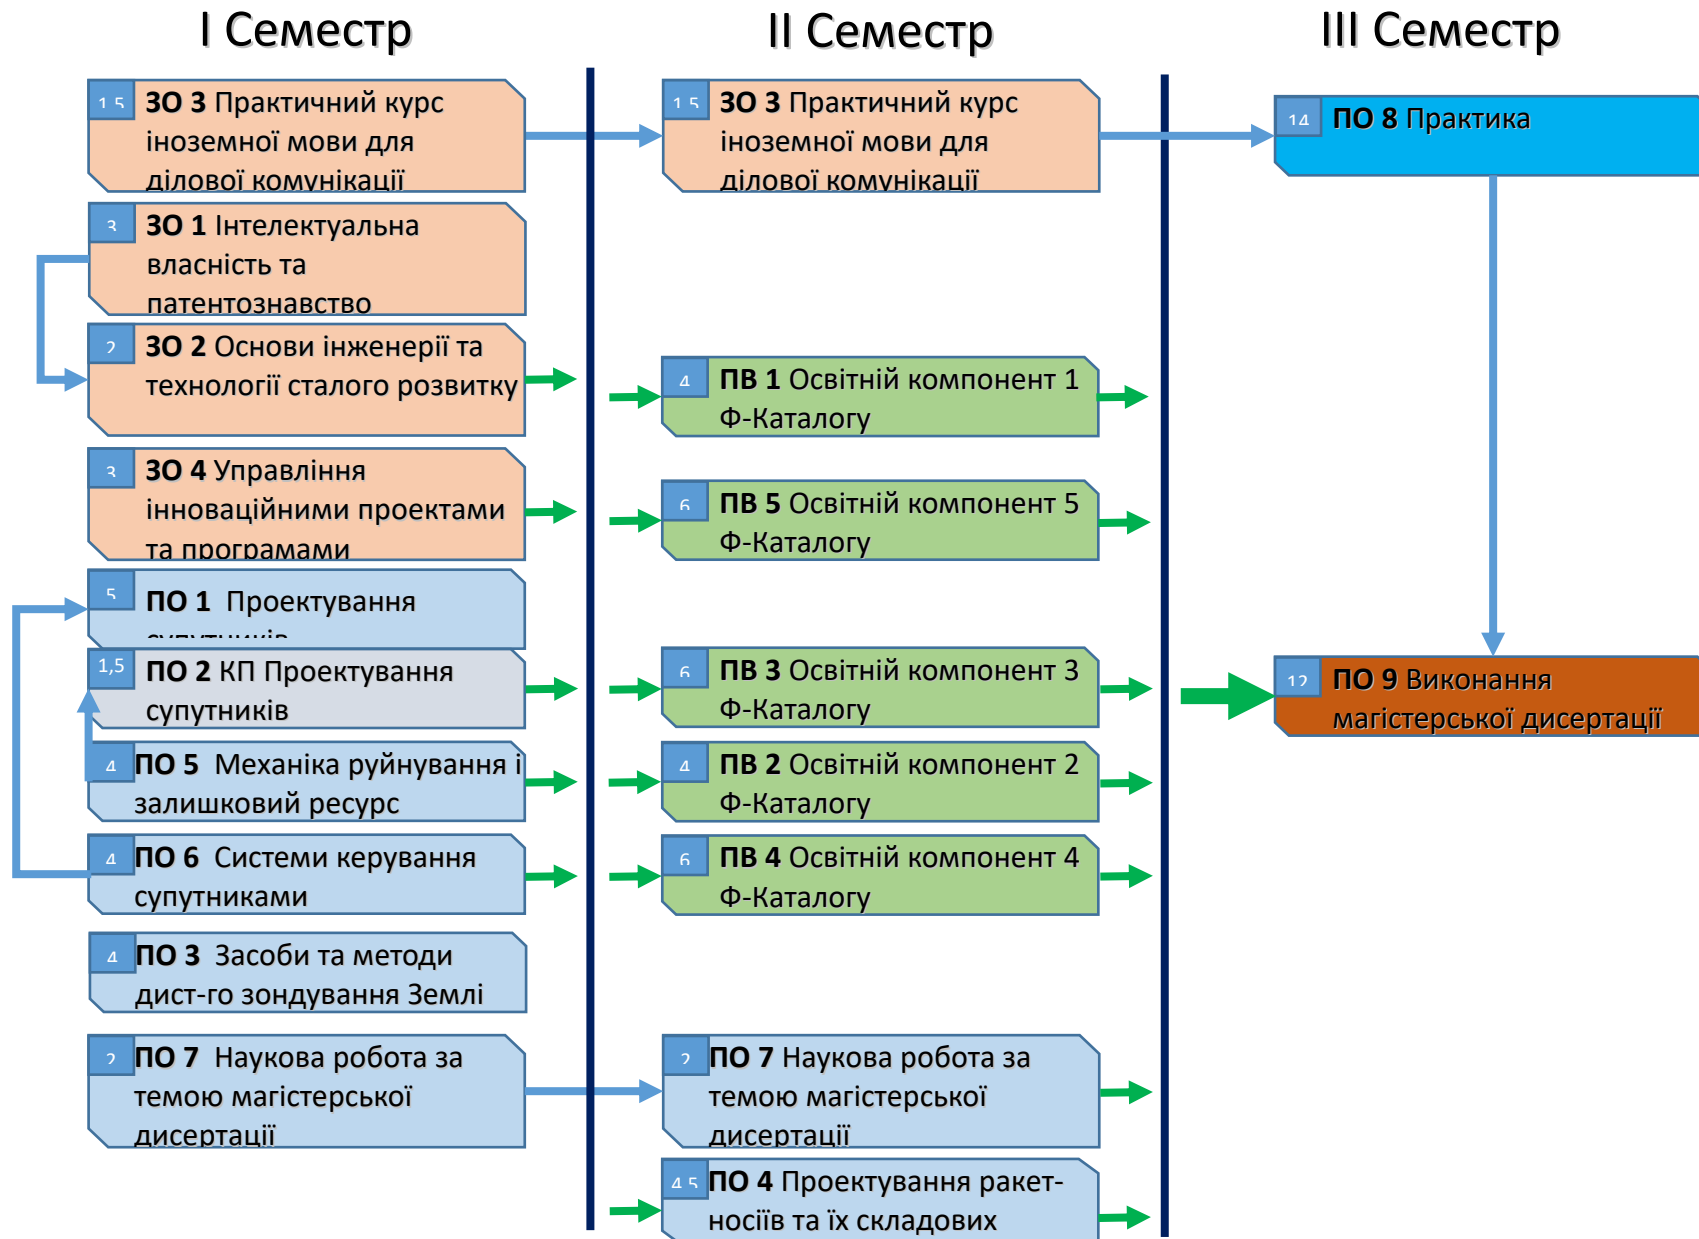 І Семестр
1,5
ЗО 3 Практичний курс
іноземної мови для
ділової комунікації
3
ЗО 1 Інтелектуальна
власність та
патентознавство
2
ЗО 2 Основи інженерії та
технології сталого розвитку
3
ЗО 4 Управління
інноваційними проектами
та програмами
5
ПО 1 Проектування
супутників
1,5
ПО 2 КП Проектування
супутників
4
ПО 5 Механіка руйнування і
залишковий ресурс
4
ПО 6 Системи керування
супутниками
4
ПО 3 Засоби та методи
дист-го зондування Землі
2
ПО 7 Наукова робота за
темою магістерської
дисертації
ІІ Семестр
1,5
ЗО 3 Практичний курс
іноземної мови для
ділової комунікації
4
ПВ 1 Освітній компонент 1
Ф-Каталогу
6
ПВ 5 Освітній компонент 5
Ф-Каталогу
6
ПВ 3 Освітній компонент 3
Ф-Каталогу
4
ПВ 2 Освітній компонент 2
Ф-Каталогу
6
ПВ 4 Освітній компонент 4
Ф-Каталогу
2
ПО 7 Наукова робота за
темою магістерської
дисертації
4,5
ПО 4 Проектування ракет-
носіїв та їх складових
ІІІ Семестр
14
ПО 8 Практика
12
ПО 9 Виконання
магістерської дисертації